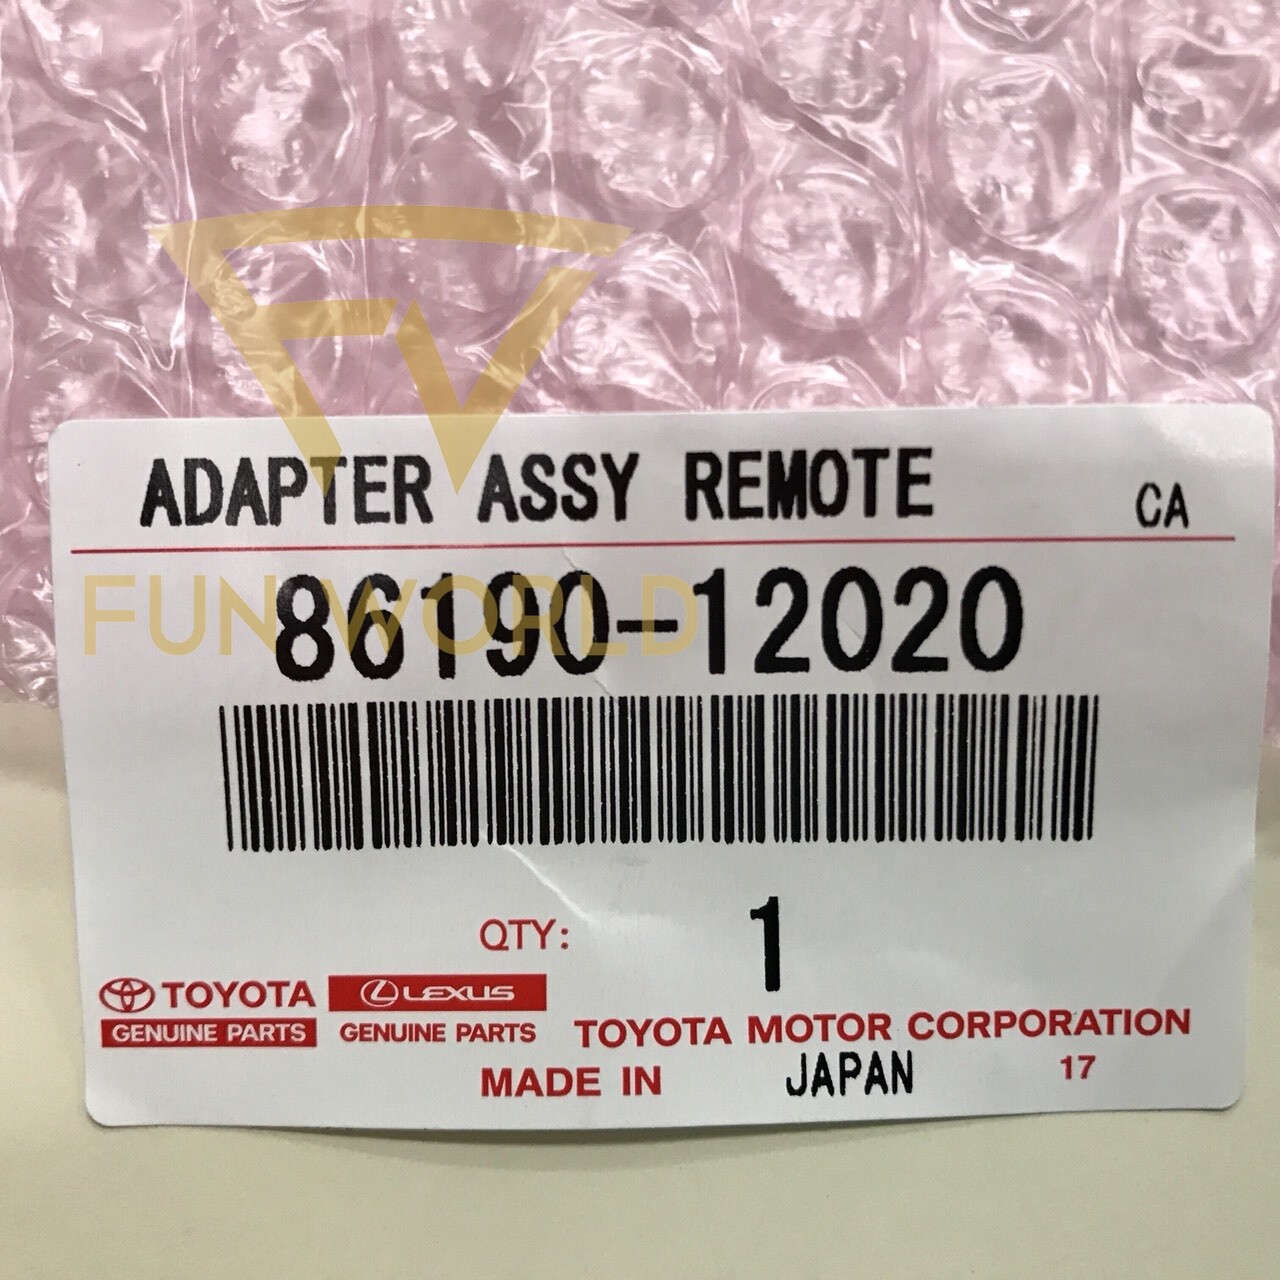 ADAPTER ASSY REMOTE CA
FUN WORLD
86190-12020
QTY: 1
TOYOTA LEXUS
GENUINE PARTS GENUINE PARTS TOYOTA MOTOR CORPORATION
MADE IN JAPAN 17